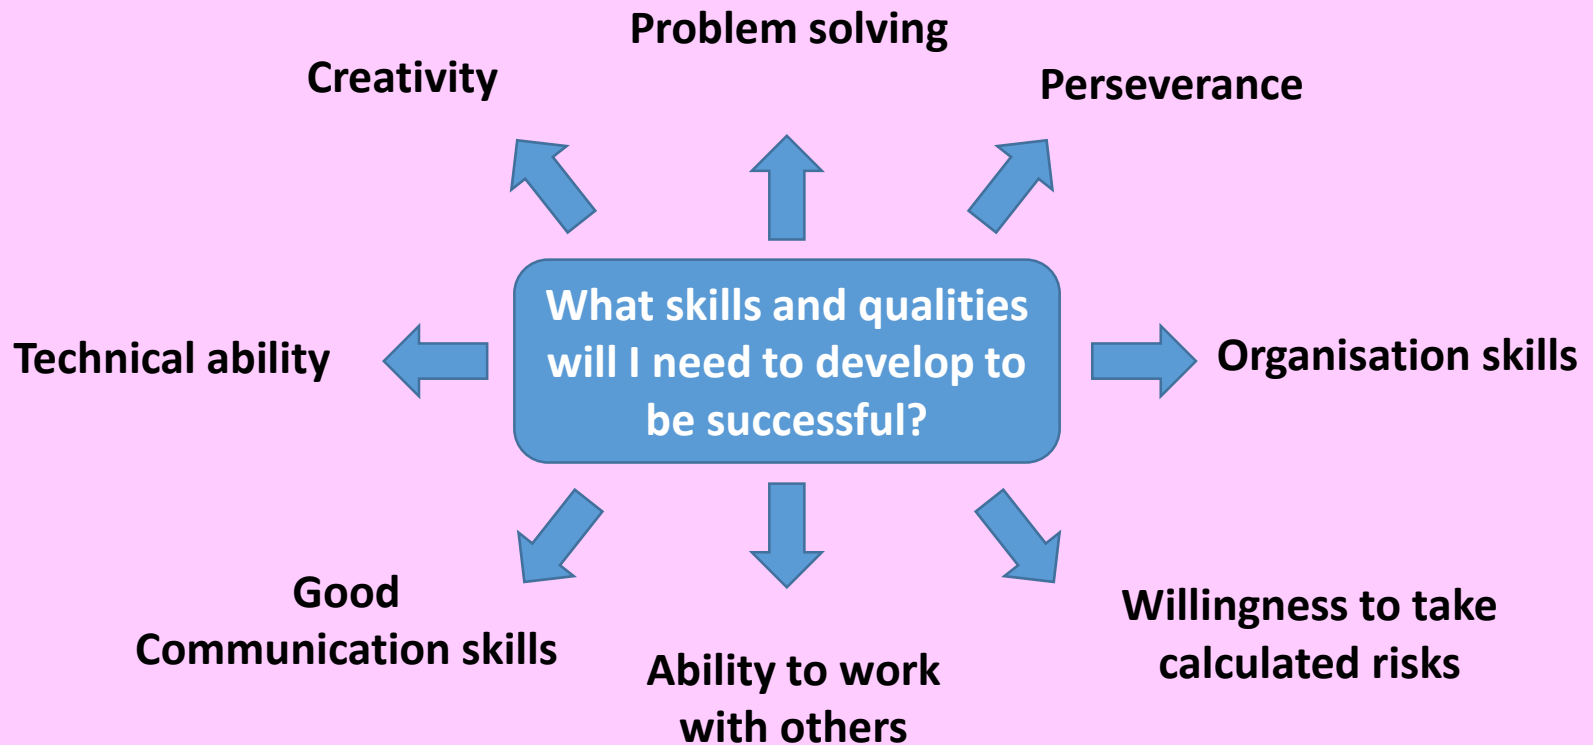 Problem solving
Creativity
Perseverance
What skills and qualities
will I need to develop to
be successful?
Technical ability
Organisation skills
Good
Communication skills
Ability to work
with others
Willingness to take
calculated risks